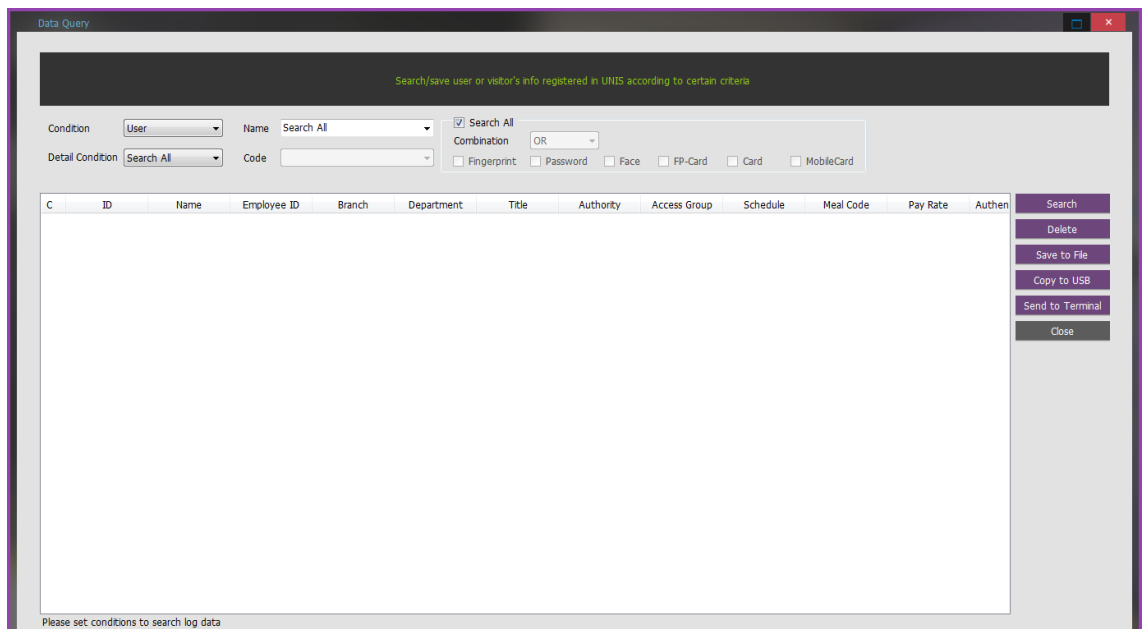 Data Query
Search/save user or visitor's info registered in UNIS according to certain criteria
Condition User Name Search All Search All
Combination OR
Detail Condition Search All Code Fingerprint Password Face FP-Card Card MobileCard
C ID Name Employee ID Branch Department Title Authority Access Group Schedule Meal Code Pay Rate Authen
Search
Delete
Save to File
Copy to USB
Send to Terminal
Close
Please set conditions to search log data